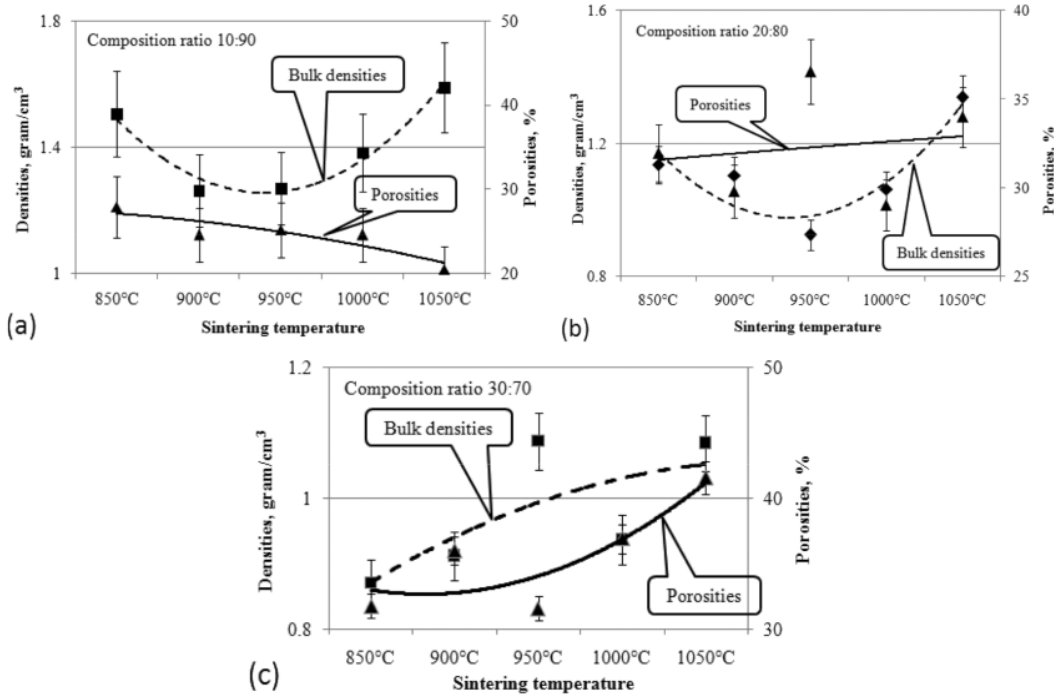 1.8
50
Composition ratio 10:90
Bulk densities
1.6
40
Composition ratio 20:80
Densities, gram/cm³
1.4
40
Porosities, %
30
Porosities
1
20
850°C 900°C 950°C 1000°C 1050°C
Sintering temperature
(a)
Densities, gram/cm³
Porosities
35
1.2
30
Porosities, %
Bulk densities
0.8
25
850°C 900°C 950°C 1000°C 1050°C
Sintering temperature
(b)
1.2
50
Composition ratio 30:70
Bulk densities
Densities, gram/cm³
1
40
Porosities, %
Porosities
0.8
30
850°C 900°C 950°C 1000°C 1050°C
Sintering temperature
(c)